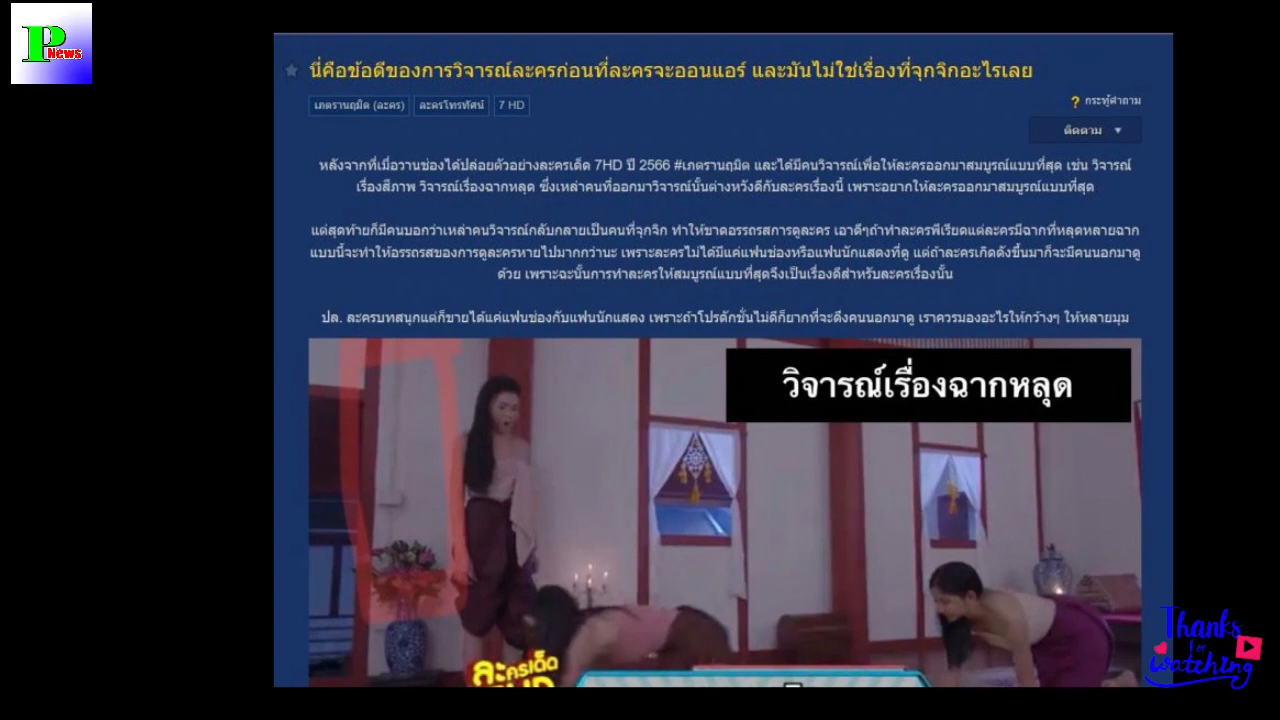 P News
นี่คือข้อดีของการวิจารณ์ละครก่อนที่ละครจะออนแอร์ และมันไม่ใช่เรื่องที่จุกจิกอะไรเลย
เภตรานฤมิต (ละคร) ละครโทรทัศน์ 7 HD
? กระทู้คำถาม
ติดตาม
หลังจากที่เมื่อวานช่องได้ปล่อยตัวอย่างละครเด็ด 7HD ปี 2566 #เภตรานฤมิต และได้มีคนวิจารณ์เพื่อให้ละครออกมาสมบูรณ์แบบที่สุด เช่น วิจารณ์
เรื่องสีภาพ วิจารณ์เรื่องฉากหลุด ซึ่งเหล่าคนที่ออกมาวิจารณ์นั้นต่างหวังดีกับละครเรื่องนี้ เพราะอยากให้ละครออกมาสมบูรณ์แบบที่สุด
แต่สุดท้ายก็มีคนบอกว่าเหล่าคนวิจารณ์กลับกลายเป็นคนที่จุกจิก ทำให้ขาดอรรถรสการดูละคร เอาดีๆถ้าทำละครพีเรียดแต่ละครมีฉากที่หลุดหลายฉาก
แบบนี้จะทำให้อรรถรสของการดูละครหายไปมากกว่านะ เพราะละครไม่ได้มีแค่แฟนช่องหรือแฟนนักแสดงที่ดู แต่ถ้าละครเกิดดังขึ้นมาก็จะมีคนนอกมาดู
ด้วย เพราะฉะนั้นการทำละครให้สมบูรณ์แบบที่สุดจึงเป็นเรื่องดีสำหรับละครเรื่องนั้น
ปล. ละครบทสนุกแต่ก็ขายได้แค่แฟนช่องกับแฟนนักแสดง เพราะถ้าโปรดักชั่นไม่ดีก็ยากที่จะดึงคนนอกมาดู เราควรมองอะไรให้กว้างๆ ให้หลายมุม
วิจารณ์เรื่องฉากหลุด
ละครเด็ด
7HD
Thanks
for
watching